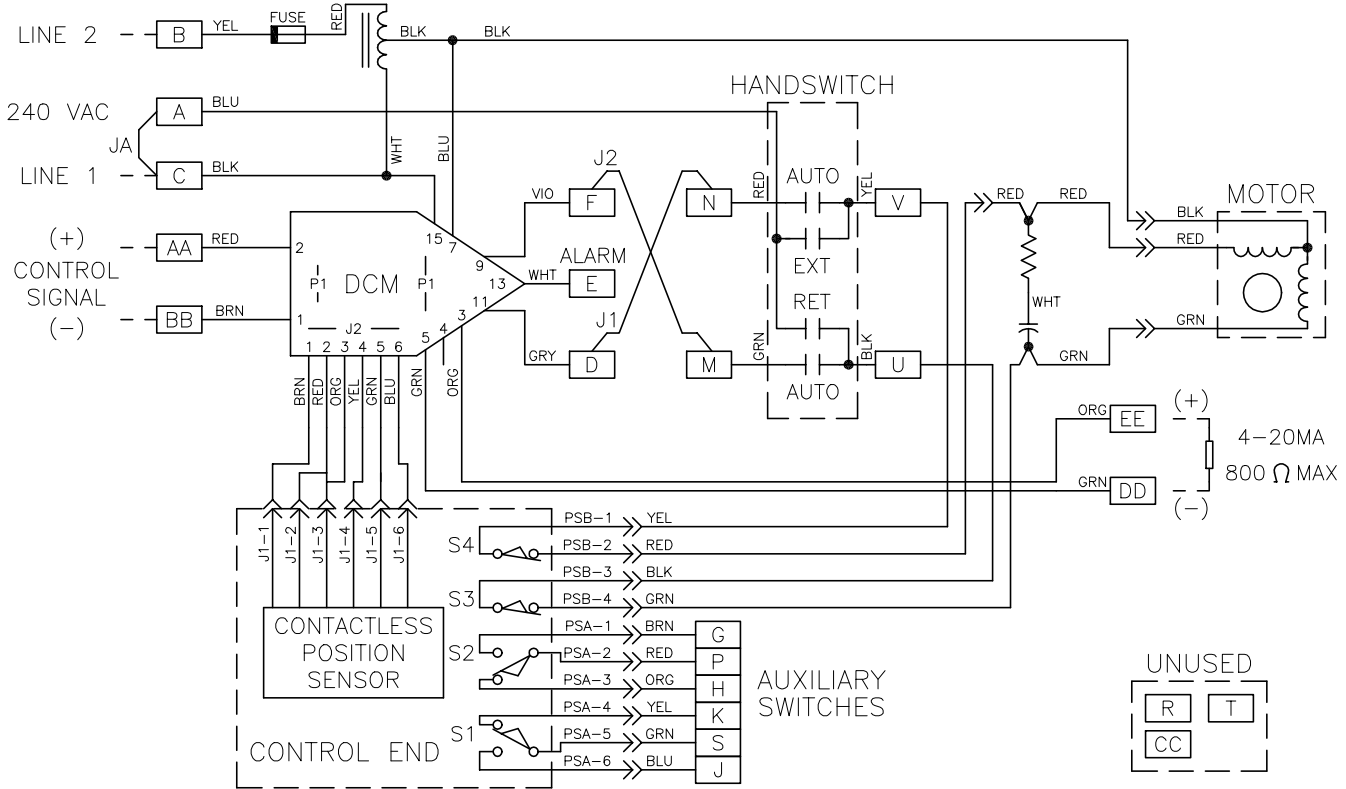 LINE 2
B
YEL
FUSE
RED
BLK
BLK
240 VAC
A
BLU
HANDSWITCH
JA
WHT
BLU
LINE 1
C
BLK
J2
RED
AUTO
YEL
VIO
F
N
V
RED
RED
MOTOR
BLK
(+)
CONTROL
SIGNAL
(−)
AA
RED
2
15
7
9
P1
DCM
P1
13
WHT
ALARM
E
EXT
RED
BB
BRN
1
11
3
J2
4
5
1 2 3 4 5 6
J1
RET
WHT
GRN
GRY
D
M
GRN
BLK
U
GRN
AUTO
BRN
RED
ORG
YEL
GRN
BLU
GRN
ORG
ORG
EE
(+)
4−20MA
800 Ω MAX
GRN
DD
(−)
J1−1
J1−2
J1−3
J1−4
J1−5
J1−6
S4
PSB−1
YEL
PSB−2
RED
S3
PSB−3
BLK
PSB−4
GRN
CONTACTLESS
POSITION
SENSOR
S2
PSA−1
BRN
G
PSA−2
RED
P
PSA−3
ORG
H
S1
PSA−4
YEL
K
PSA−5
GRN
S
PSA−6
BLU
J
AUXILIARY
SWITCHES
CONTROL END
UNUSED
R
T
CC